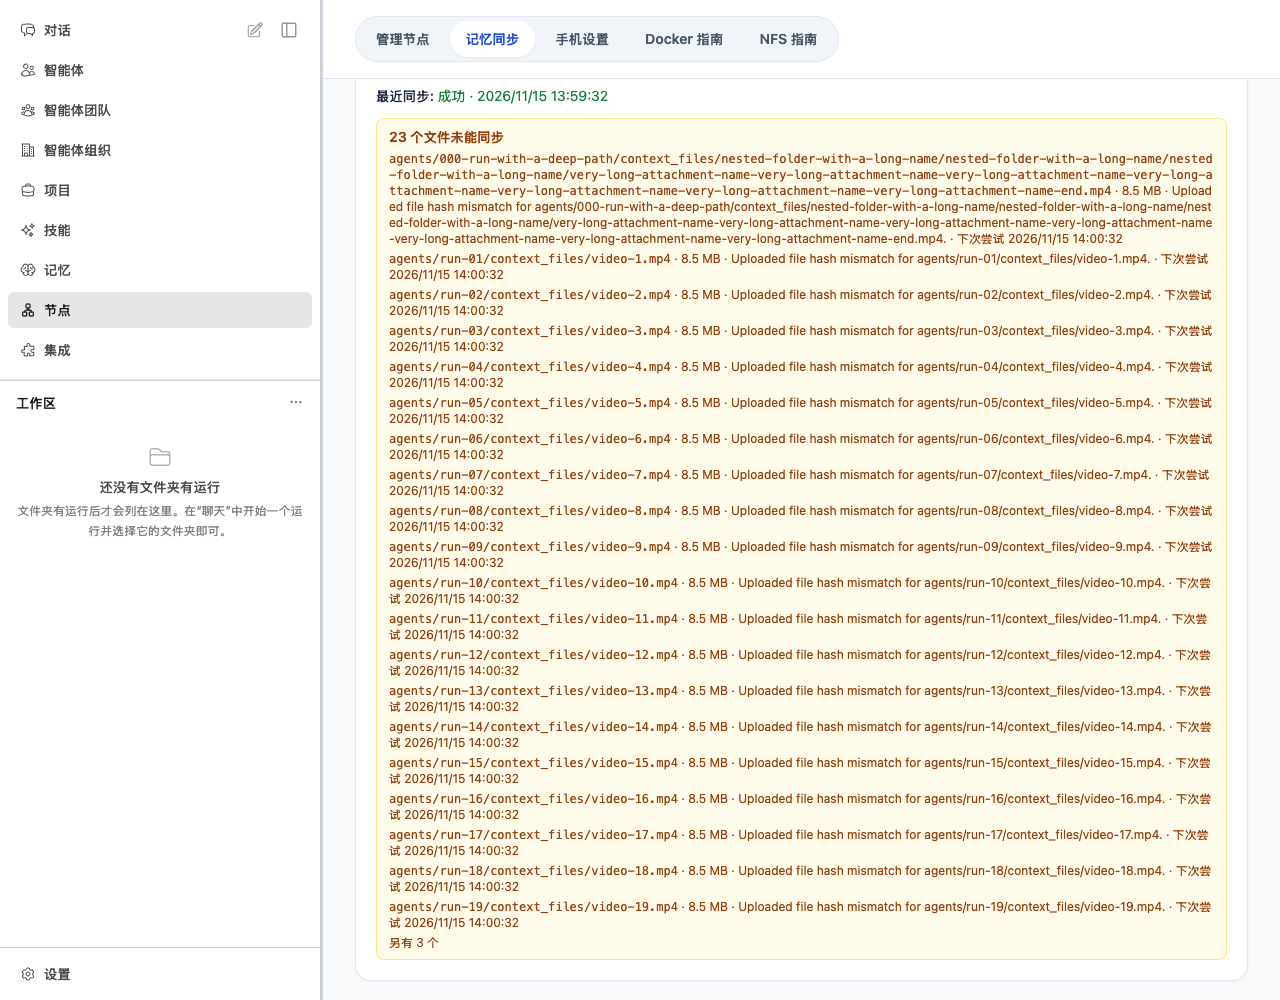 对话
智能体
智能体团队
智能体组织
项目
技能
记忆
节点
集成
工作区
还没有文件夹有运行
文件夹有运行后才会列在这里。在“聊天”中开始一个运
行并选择它的文件夹即可。
设置
管理节点
记忆同步
手机设置
Docker 指南
NFS 指南
最近同步: 成功 · 2026/11/15 13:59:32
23 个文件未能同步
agents/000-run-with-a-deep-path/context_files/nested-folder-with-a-long-name/nested-folder-with-a-long-name/nested
-folder-with-a-long-name/very-long-attachment-name-very-long-attachment-name-very-long-attachment-name-very-long-a
ttachment-name-very-long-attachment-name-very-long-attachment-name-very-long-attachment-name-end.mp4 · 8.5 MB · Upload
ed file hash mismatch for agents/000-run-with-a-deep-path/context_files/nested-folder-with-a-long-name/nested-folder-with-a-long-name/nest
ed-folder-with-a-long-name/very-long-attachment-name-very-long-attachment-name-very-long-attachment-name-very-long-attachment-name
-very-long-attachment-name-very-long-attachment-name-very-long-attachment-name-end.mp4. · 下次尝试 2026/11/15 14:00:32
agents/run-01/context_files/video-1.mp4 · 8.5 MB · Uploaded file hash mismatch for agents/run-01/context_files/video-1.mp4. · 下次尝试
2026/11/15 14:00:32
agents/run-02/context_files/video-2.mp4 · 8.5 MB · Uploaded file hash mismatch for agents/run-02/context_files/video-2.mp4. · 下次尝试
2026/11/15 14:00:32
agents/run-03/context_files/video-3.mp4 · 8.5 MB · Uploaded file hash mismatch for agents/run-03/context_files/video-3.mp4. · 下次尝试
2026/11/15 14:00:32
agents/run-04/context_files/video-4.mp4 · 8.5 MB · Uploaded file hash mismatch for agents/run-04/context_files/video-4.mp4. · 下次尝试
2026/11/15 14:00:32
agents/run-05/context_files/video-5.mp4 · 8.5 MB · Uploaded file hash mismatch for agents/run-05/context_files/video-5.mp4. · 下次尝试
2026/11/15 14:00:32
agents/run-06/context_files/video-6.mp4 · 8.5 MB · Uploaded file hash mismatch for agents/run-06/context_files/video-6.mp4. · 下次尝试
2026/11/15 14:00:32
agents/run-07/context_files/video-7.mp4 · 8.5 MB · Uploaded file hash mismatch for agents/run-07/context_files/video-7.mp4. · 下次尝试
2026/11/15 14:00:32
agents/run-08/context_files/video-8.mp4 · 8.5 MB · Uploaded file hash mismatch for agents/run-08/context_files/video-8.mp4. · 下次尝试
2026/11/15 14:00:32
agents/run-09/context_files/video-9.mp4 · 8.5 MB · Uploaded file hash mismatch for agents/run-09/context_files/video-9.mp4. · 下次尝试
2026/11/15 14:00:32
agents/run-10/context_files/video-10.mp4 · 8.5 MB · Uploaded file hash mismatch for agents/run-10/context_files/video-10.mp4. · 下次尝
试 2026/11/15 14:00:32
agents/run-11/context_files/video-11.mp4 · 8.5 MB · Uploaded file hash mismatch for agents/run-11/context_files/video-11.mp4. · 下次尝
试 2026/11/15 14:00:32
agents/run-12/context_files/video-12.mp4 · 8.5 MB · Uploaded file hash mismatch for agents/run-12/context_files/video-12.mp4. · 下次尝
试 2026/11/15 14:00:32
agents/run-13/context_files/video-13.mp4 · 8.5 MB · Uploaded file hash mismatch for agents/run-13/context_files/video-13.mp4. · 下次尝
试 2026/11/15 14:00:32
agents/run-14/context_files/video-14.mp4 · 8.5 MB · Uploaded file hash mismatch for agents/run-14/context_files/video-14.mp4. · 下次尝
试 2026/11/15 14:00:32
agents/run-15/context_files/video-15.mp4 · 8.5 MB · Uploaded file hash mismatch for agents/run-15/context_files/video-15.mp4. · 下次尝
试 2026/11/15 14:00:32
agents/run-16/context_files/video-16.mp4 · 8.5 MB · Uploaded file hash mismatch for agents/run-16/context_files/video-16.mp4. · 下次尝
试 2026/11/15 14:00:32
agents/run-17/context_files/video-17.mp4 · 8.5 MB · Uploaded file hash mismatch for agents/run-17/context_files/video-17.mp4. · 下次尝
试 2026/11/15 14:00:32
agents/run-18/context_files/video-18.mp4 · 8.5 MB · Uploaded file hash mismatch for agents/run-18/context_files/video-18.mp4. · 下次尝
试 2026/11/15 14:00:32
agents/run-19/context_files/video-19.mp4 · 8.5 MB · Uploaded file hash mismatch for agents/run-19/context_files/video-19.mp4. · 下次尝
试 2026/11/15 14:00:32
另有 3 个